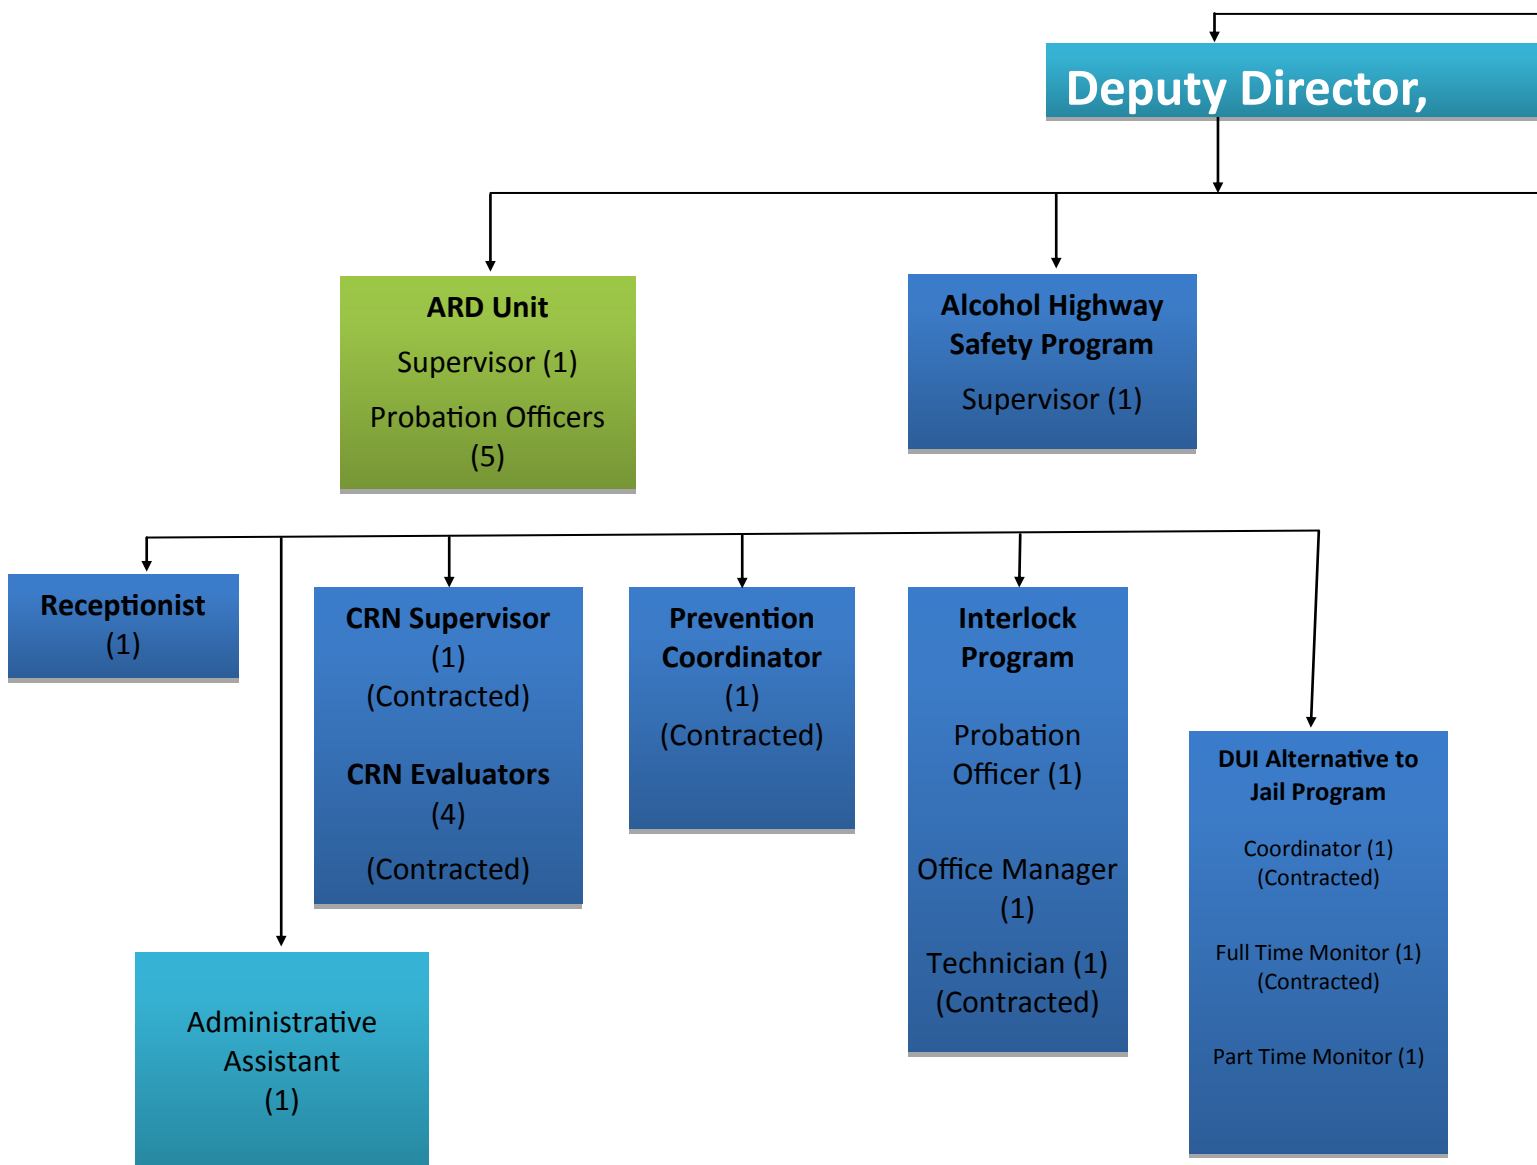 Deputy Director,
ARD Unit
Supervisor (1)
Probation Officers
(5)
Alcohol Highway
Safety Program
Supervisor (1)
Receptionist
(1)
CRN Supervisor
(1)
(Contracted)
CRN Evaluators
(4)
(Contracted)
Prevention
Coordinator
(1)
(Contracted)
Interlock
Program
Probation
Officer (1)
Office Manager
(1)
Technician (1)
(Contracted)
DUI Alternative to
Jail Program
Coordinator (1)
(Contracted)
Full Time Monitor (1)
(Contracted)
Part Time Monitor (1)
Administrative
Assistant
(1)